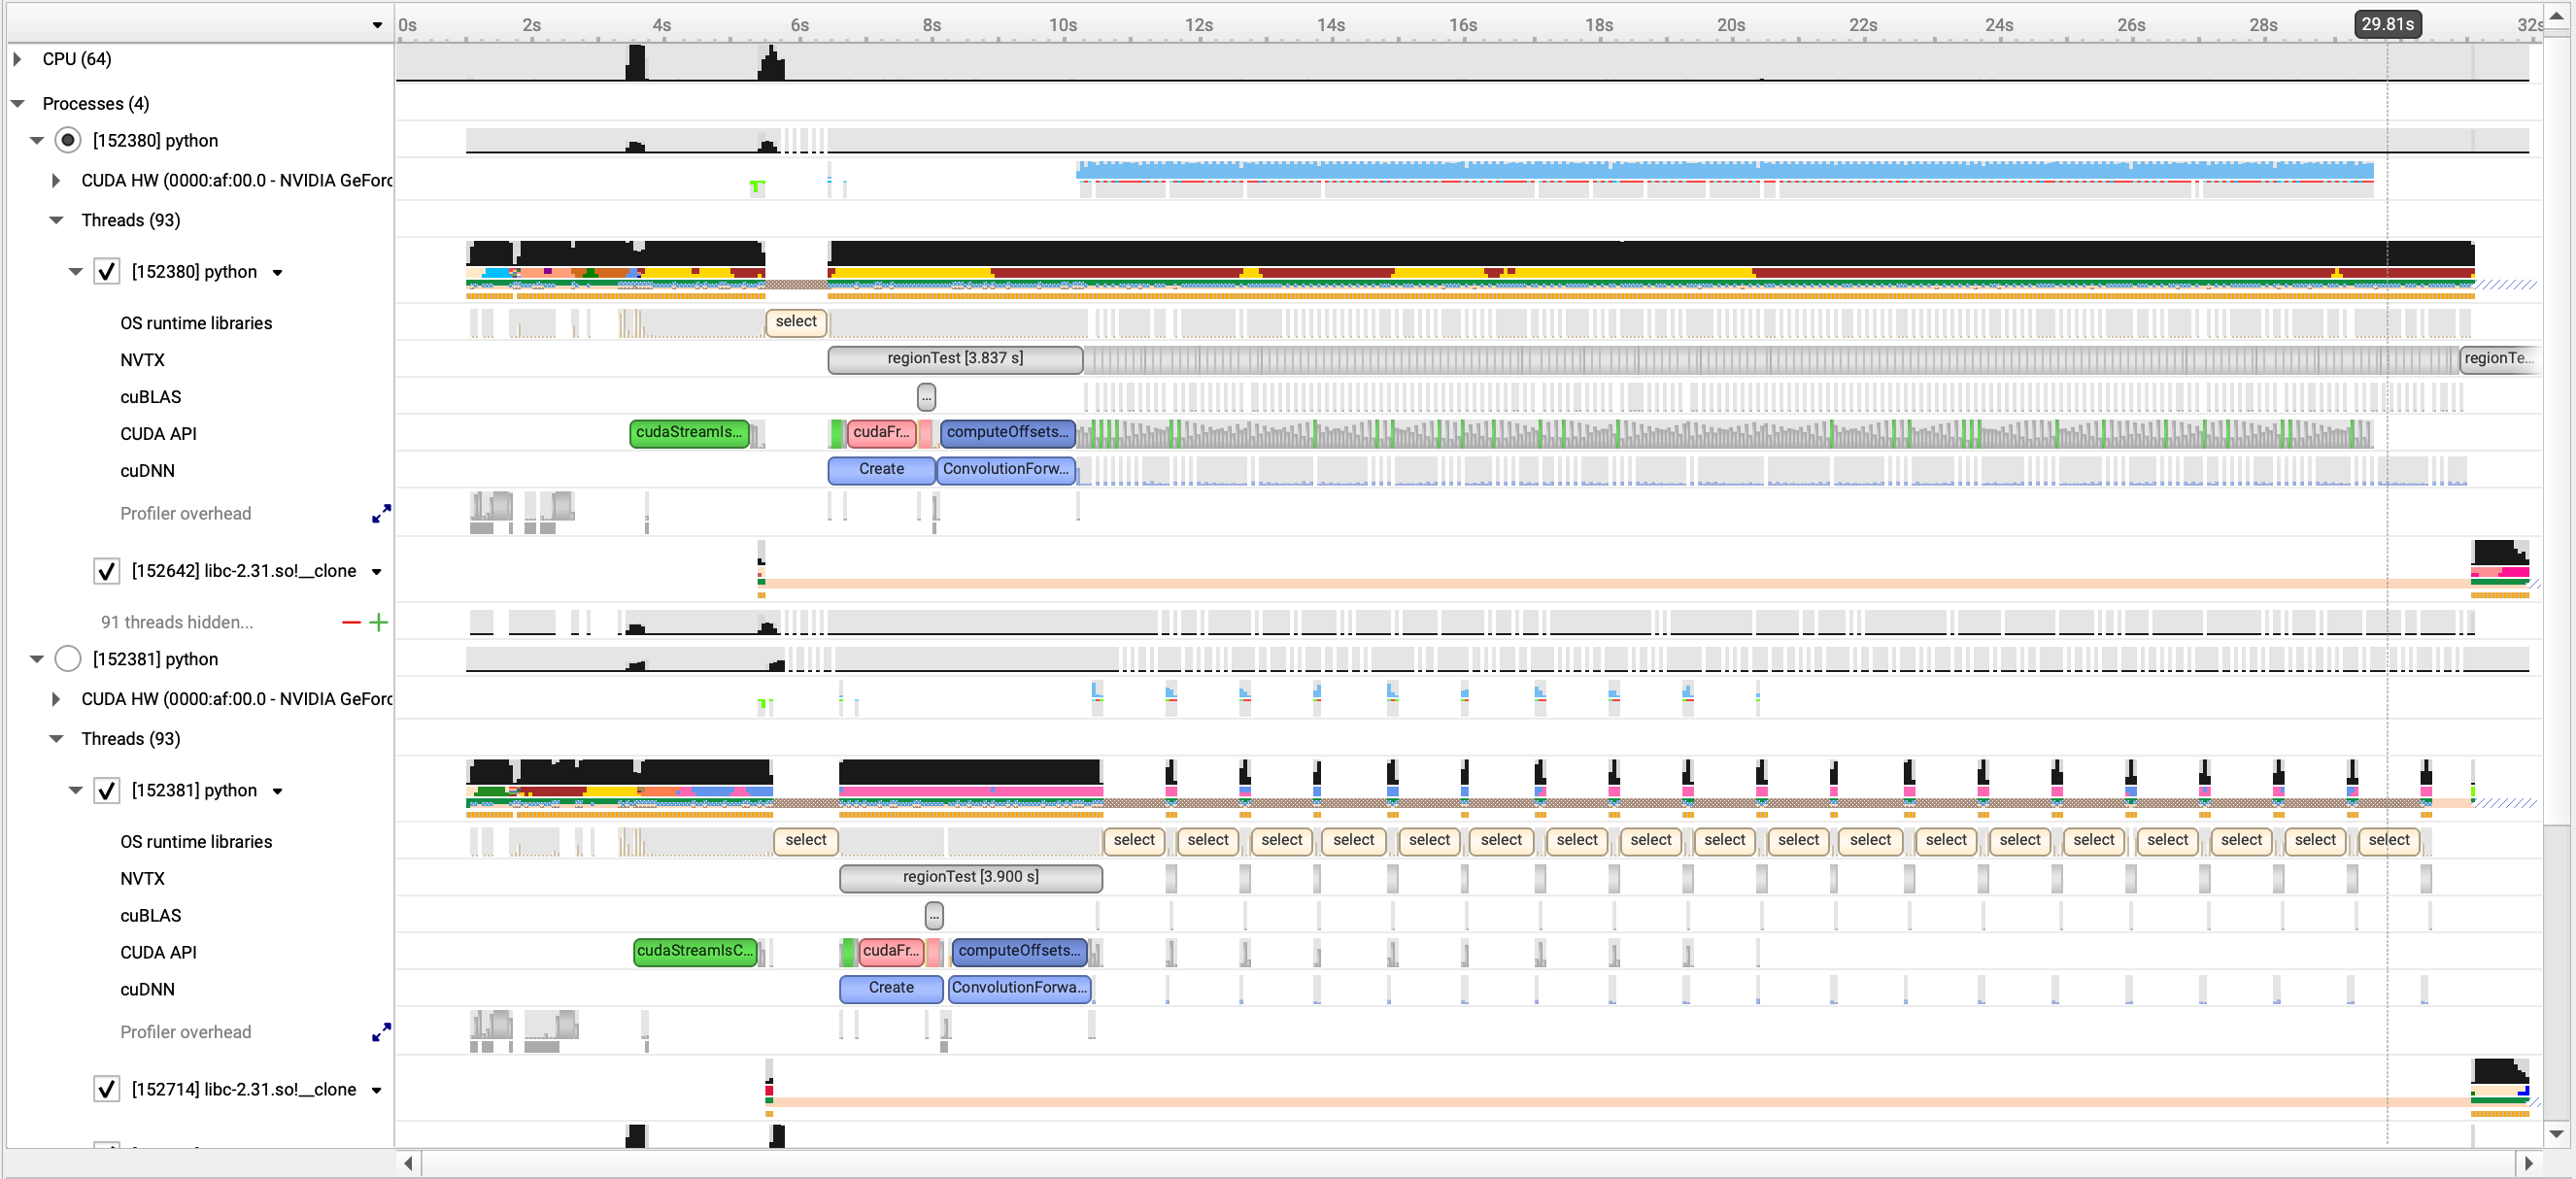 0s 2s 4s 6s 8s 10s 12s 14s 16s 18s 20s 22s 24s 26s 28s 29.81s 32s
CPU (64)
Processes (4)
[152380] python
CUDA HW (0000:af:00.0 - NVIDIA GeForc
Threads (93)
[152380] python
OS runtime libraries select
NVTX regionTest [3.837 s] regionTe...
cuBLAS ...
CUDA API cudaStreamIs... cudaFr... computeOffsets...
cuDNN Create ConvolutionForw...
Profiler overhead
[152642] libc-2.31.so!__clone
91 threads hidden...
[152381] python
CUDA HW (0000:af:00.0 - NVIDIA GeForc
Threads (93)
[152381] python
OS runtime libraries select select select select select select select select select select select select select select select select select select select
NVTX regionTest [3.900 s]
cuBLAS ...
CUDA API cudaStreamIsC... cudaFr... computeOffsets...
cuDNN Create ConvolutionForwa...
Profiler overhead
[152714] libc-2.31.so!__clone